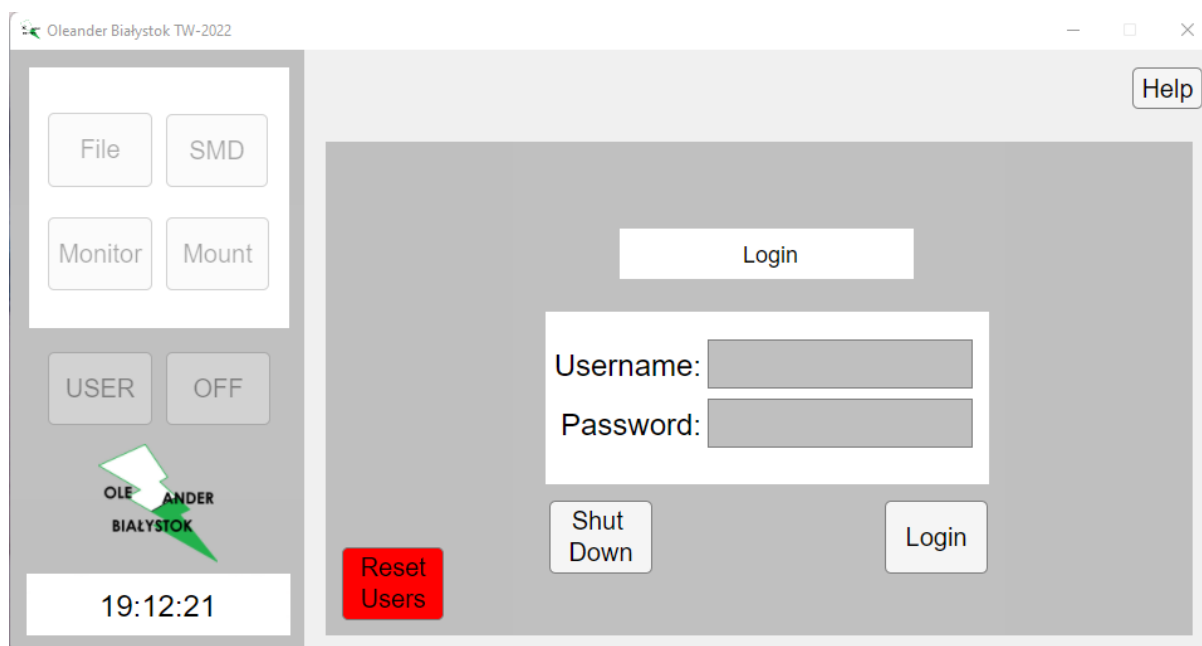 Oleander Białystok TW-2022
Help
File SMD
Monitor Mount
USER OFF
OLE ANDER
BIAŁYSTOK
19:12:21
Login
Username:
Password:
Shut
Down
Login
Reset
Users